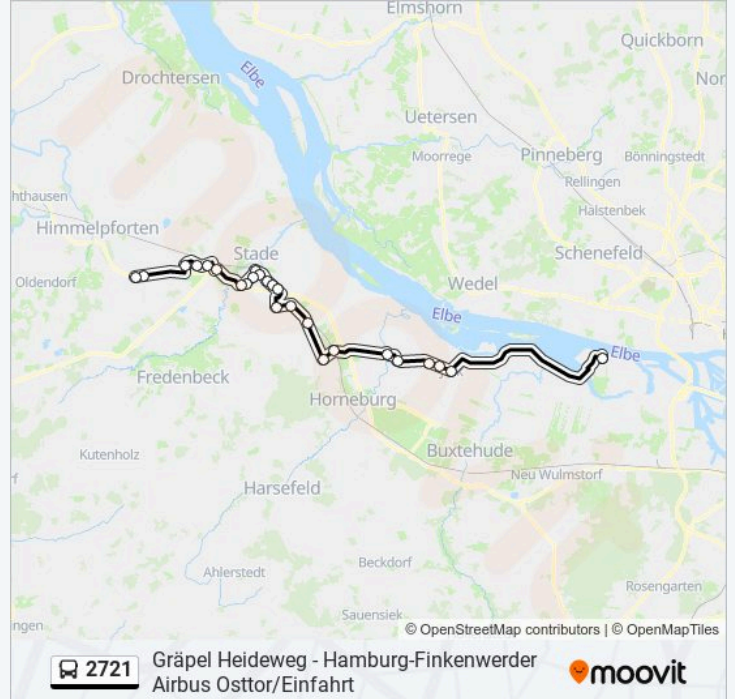 Elmshorn
Quickborn
Drochtersen
Elbe
Nor
Uetersen
Moorrege
Pinneberg
Bönningstedt
Rellingen
hthausen
Halstenbek
Himmelpforten
Stade
Schenefeld
Oldendorf
Wedel
Elbe
Elbe
Fredenbeck
Horneburg
Kutenholz
Buxtehude
Neu Wulmstorf
Harsefeld
Beckdorf
Ahlerstedt
Rosengarten
Sauensiek
ngen
© OpenStreetMap contributors | © OpenMapTiles
2721
Gräpel Heideweg - Hamburg-Finkenwerder
Airbus Osttor/Einfahrt
moovit